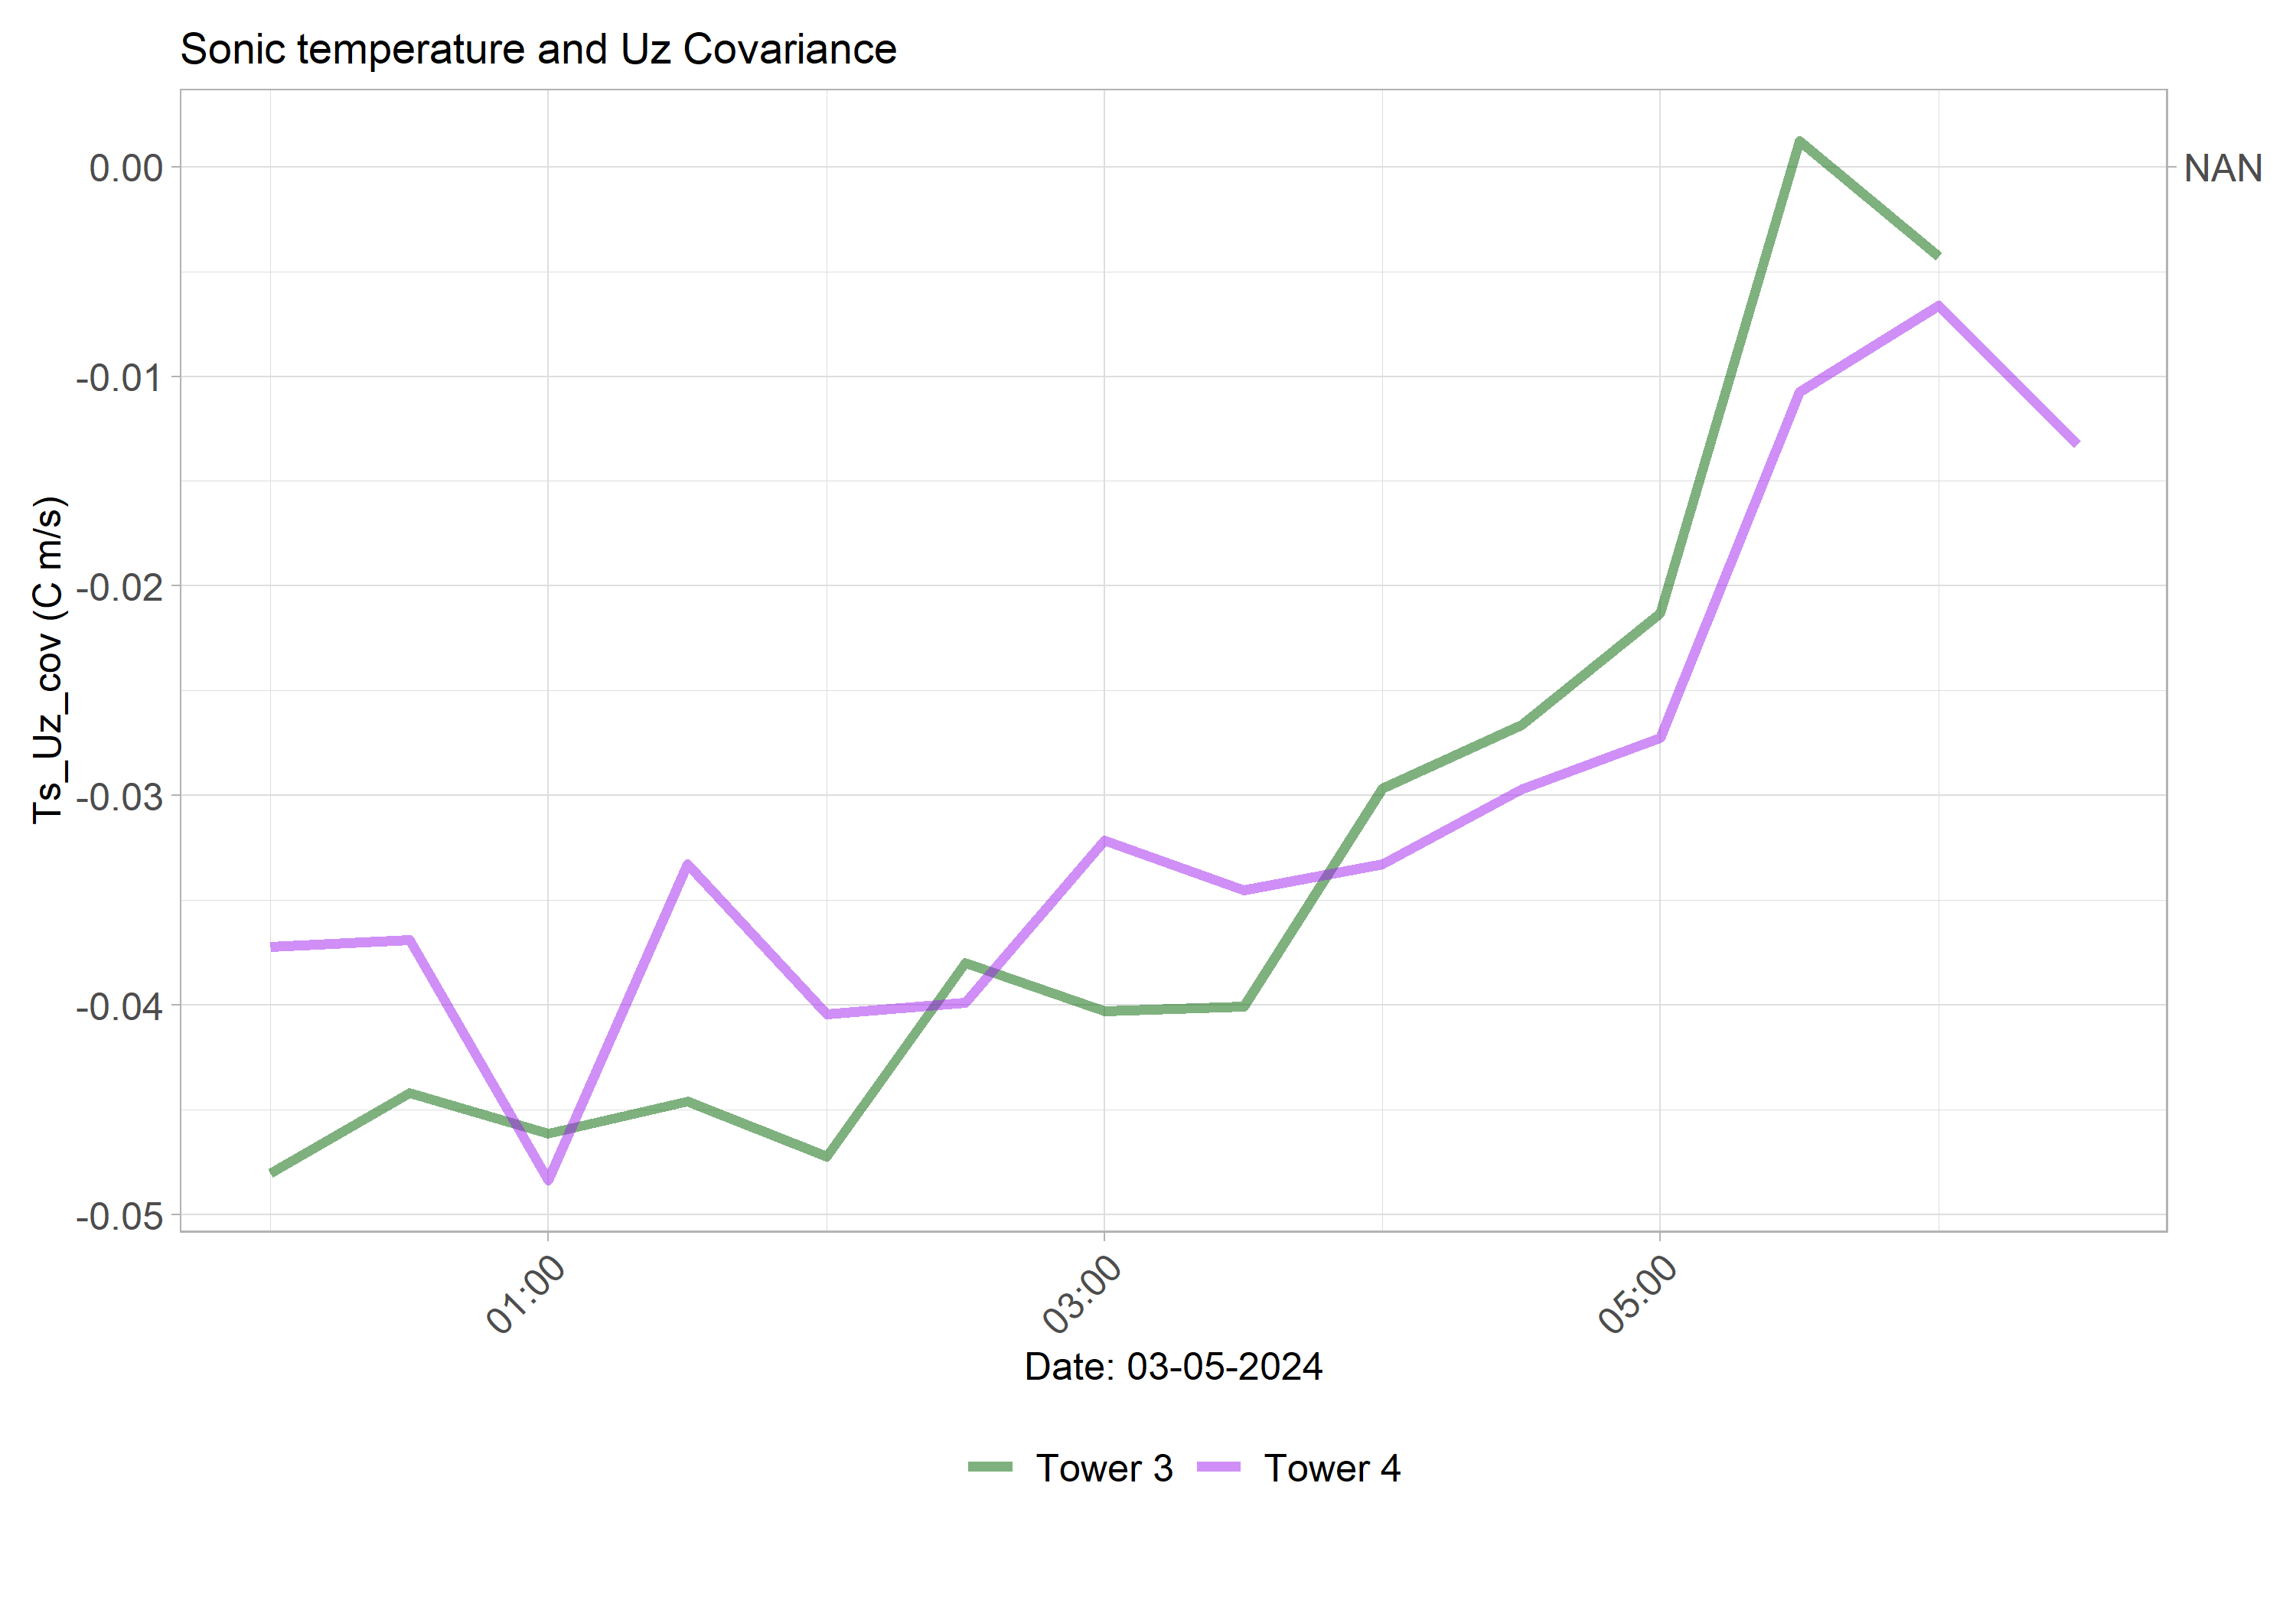 Sonic temperature and Uz Covariance
Ts_Uz_cov (C m/s)
0.00
-0.01
-0.02
-0.03
-0.04
-0.05
NAN
01:00
03:00
05:00
Date: 03-05-2024
Tower 3
Tower 4